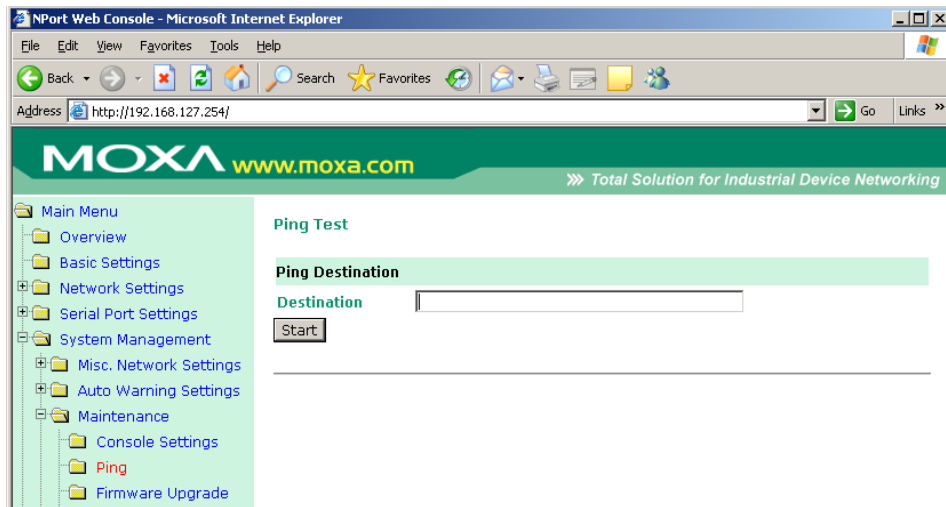 NPort Web Console - Microsoft Internet Explorer
File Edit View Favorites Tools Help
Back Search Favorites
Address http://192.168.127.254/ Go Links »
MOXA www.moxa.com
Total Solution for Industrial Device Networking
Main Menu
Overview
Basic Settings
Network Settings
Serial Port Settings
System Management
Misc. Network Settings
Auto Warning Settings
Maintenance
Console Settings
Ping
Firmware Upgrade
Ping Test
Ping Destination
Destination
Start